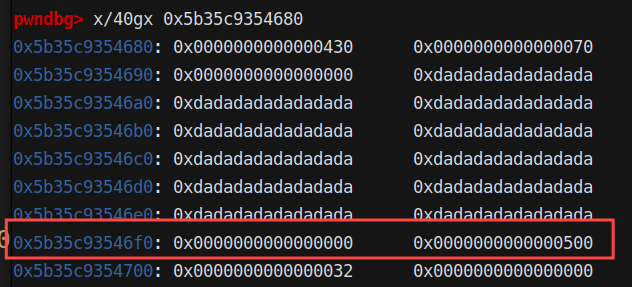 pwndbg> x/40gx 0x5b35c9354680
0x5b35c9354680: 0x0000000000000430 0x0000000000000070
0x5b35c9354690: 0x0000000000000000 0xdadadadadadadada
0x5b35c93546a0: 0xdadadadadadadada 0xdadadadadadadada
0x5b35c93546b0: 0xdadadadadadadada 0xdadadadadadadada
0x5b35c93546c0: 0xdadadadadadadada 0xdadadadadadadada
0x5b35c93546d0: 0xdadadadadadadada 0xdadadadadadadada
0x5b35c93546e0: 0xdadadadadadadada 0xdadadadadadadada
0x5b35c93546f0: 0x0000000000000000 0x0000000000000500
0x5b35c9354700: 0x0000000000000032 0x0000000000000000